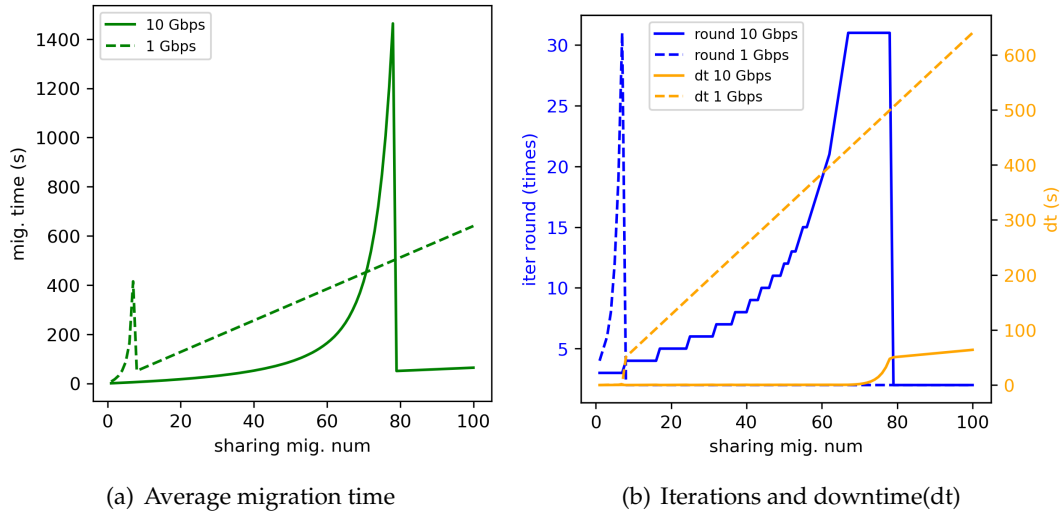 10 Gbps
1 Gbps
1400
1200
1000
800
600
400
200
0
mig. time (s)
0 20 40 60 80 100
sharing mig. num
(a) Average migration time
round 10 Gbps
round 1 Gbps
dt 10 Gbps
dt 1 Gbps
30
25
20
15
10
5
iter round (times)
600
500
400
300
200
100
0
dt (s)
0 20 40 60 80 100
sharing mig. num
(b) Iterations and downtime(dt)